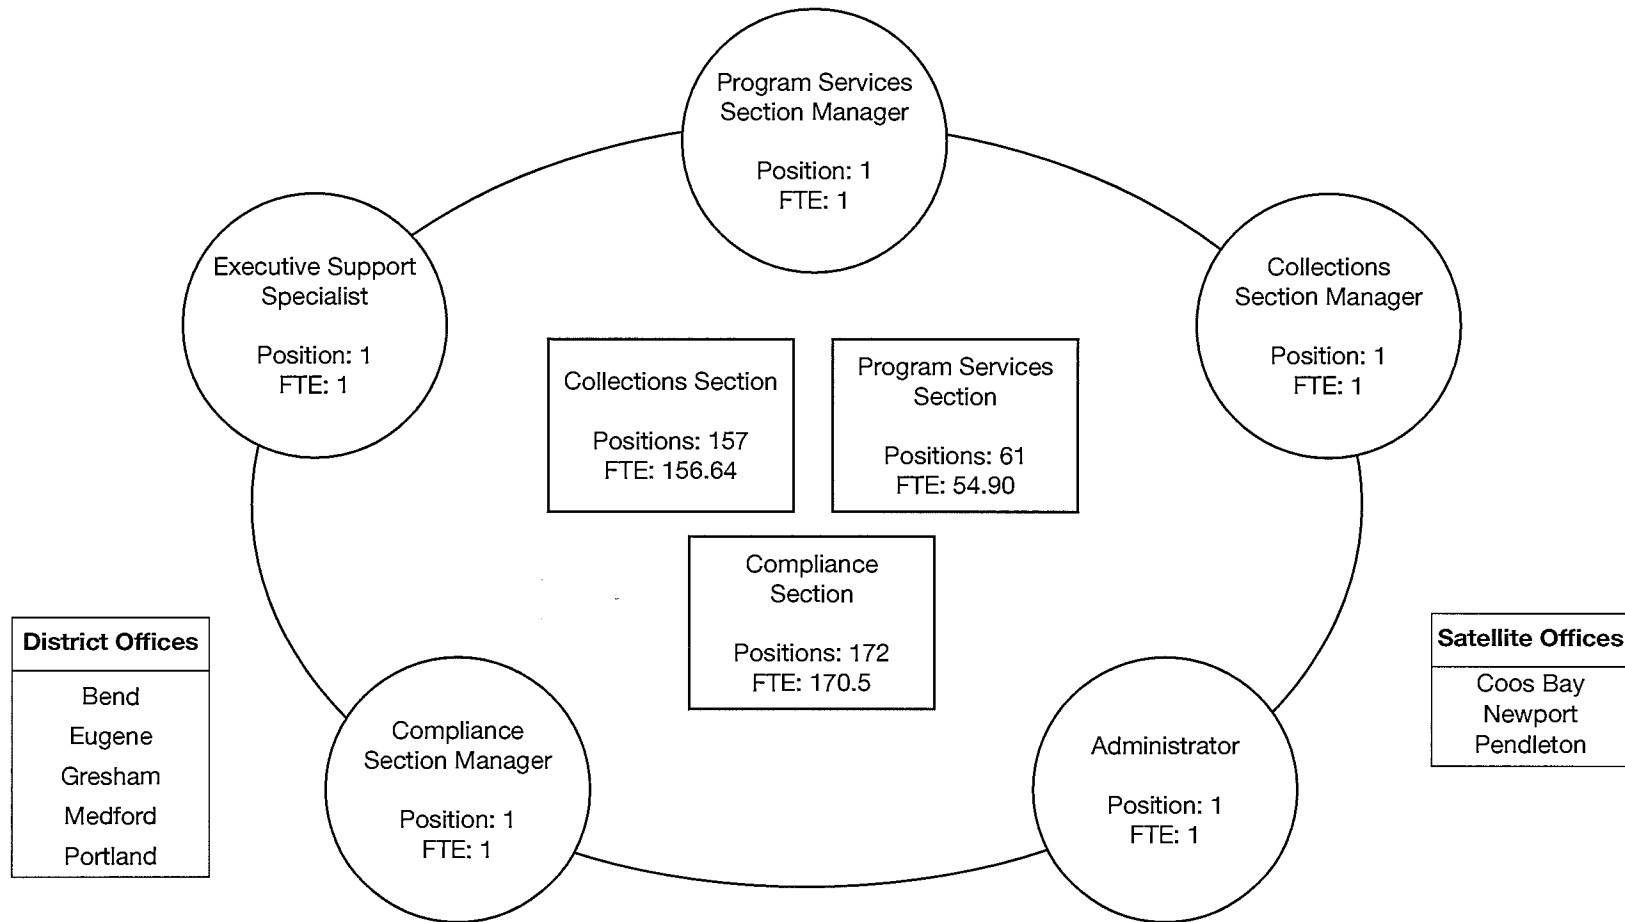 Program Services
Section Manager
Position: 1
FTE: 1
Executive Support
Specialist
Position: 1
FTE: 1
Collections
Section Manager
Position: 1
FTE: 1
Collections Section
Positions: 157
FTE: 156.64
Program Services
Section
Positions: 61
FTE: 54.90
Compliance
Section
Positions: 172
FTE: 170.5
District Offices
Bend
Eugene
Gresham
Medford
Portland
Satellite Offices
Coos Bay
Newport
Pendleton
Compliance
Section Manager
Position: 1
FTE: 1
Administrator
Position: 1
FTE: 1